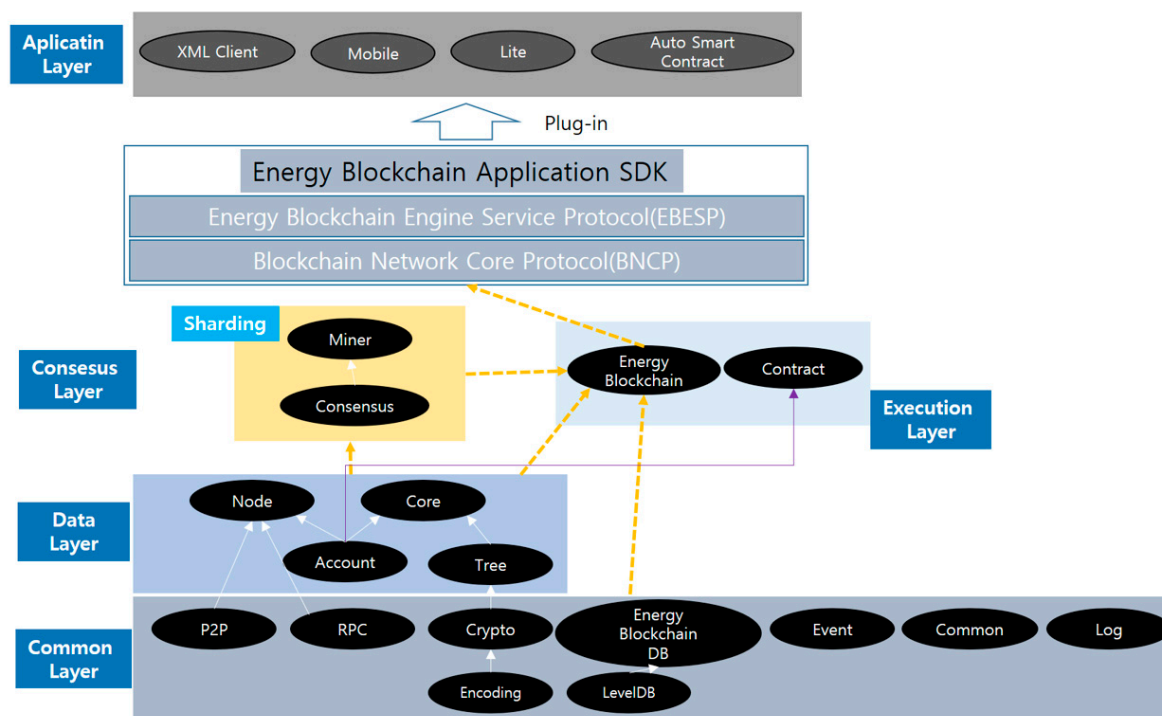 Aplicatin
Layer
XML Client
Mobile
Lite
Auto Smart
Contract
Plug-in
Energy Blockchain Application SDK
Energy Blockchain Engine Service Protocol(EBESP)
Blockchain Network Core Protocol(BNCP)
Sharding
Miner
Consensus
Consesus
Layer
Energy
Blockchain
Contract
Execution
Layer
Data
Layer
Node
Core
Account
Tree
Common
Layer
P2P
RPC
Crypto
Energy
Blockchain
DB
Event
Common
Log
Encoding
LevelDB